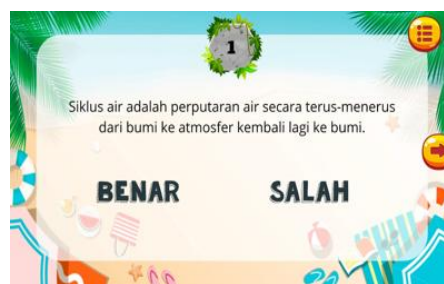 1
Siklus air adalah perputaran air secara terus-menerus
dari bumi ke atmosfer kembali lagi ke bumi.
BENAR SALAH